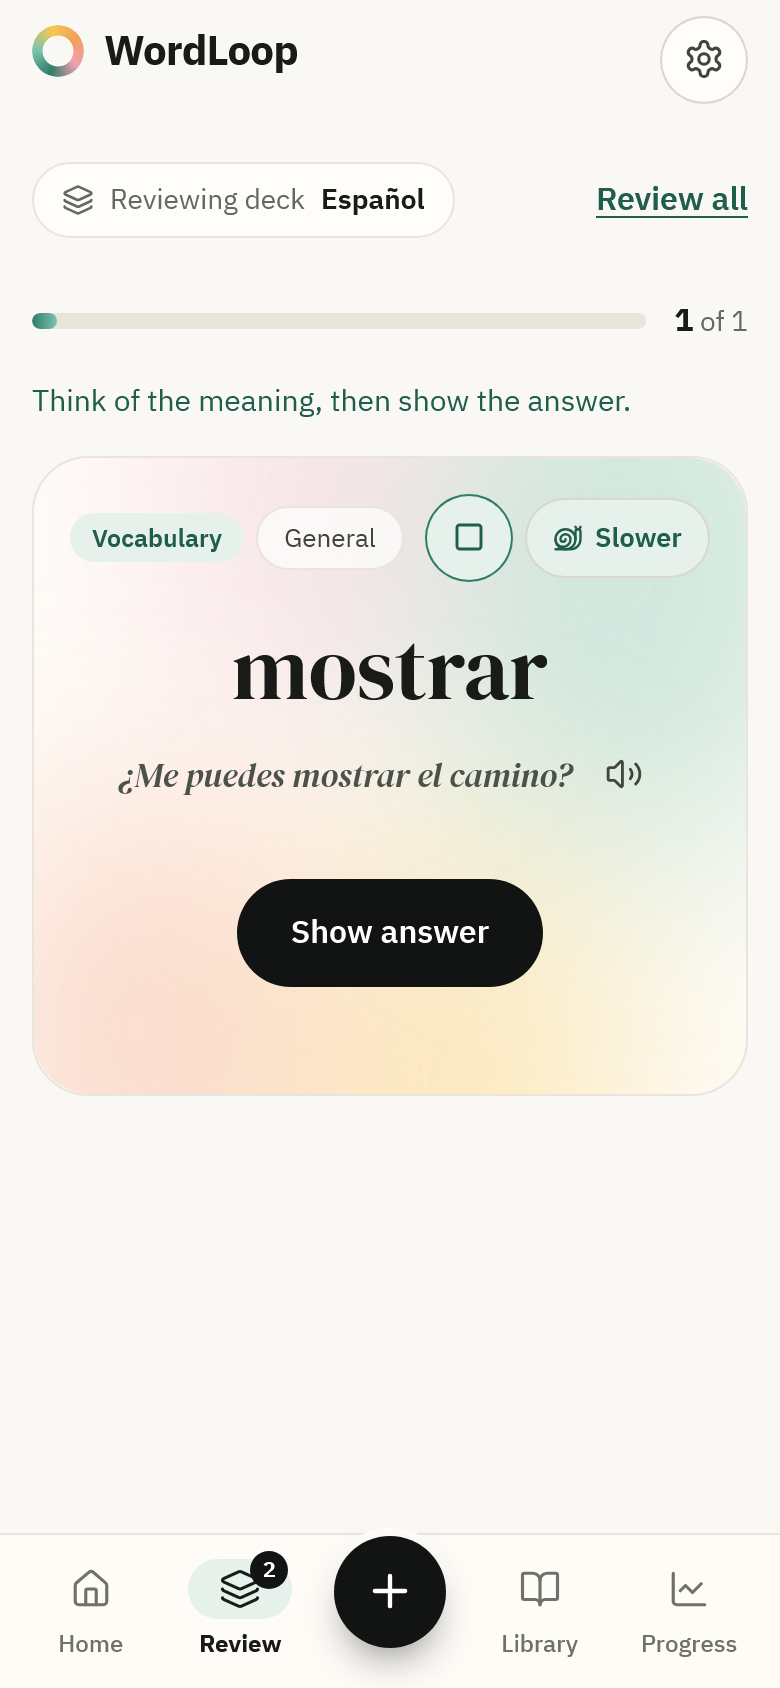 WordLoop
Reviewing deck Español
Review all
1 of 1
Think of the meaning, then show the answer.
Vocabulary
General
Slower
mostrar
¿Me puedes mostrar el camino?
Show answer
2
Home
Review
Library
Progress